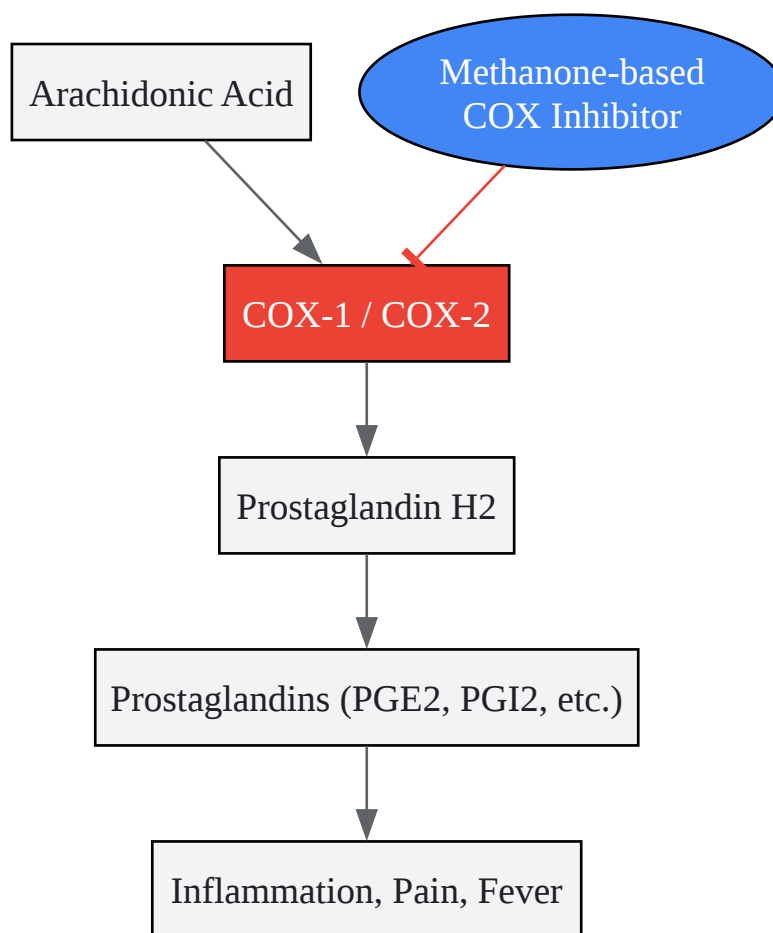 Arachidonic Acid
Methanone-based
COX Inhibitor
COX-1 / COX-2
Prostaglandin H2
Prostaglandins (PGE2, PGI2, etc.)
Inflammation, Pain, Fever